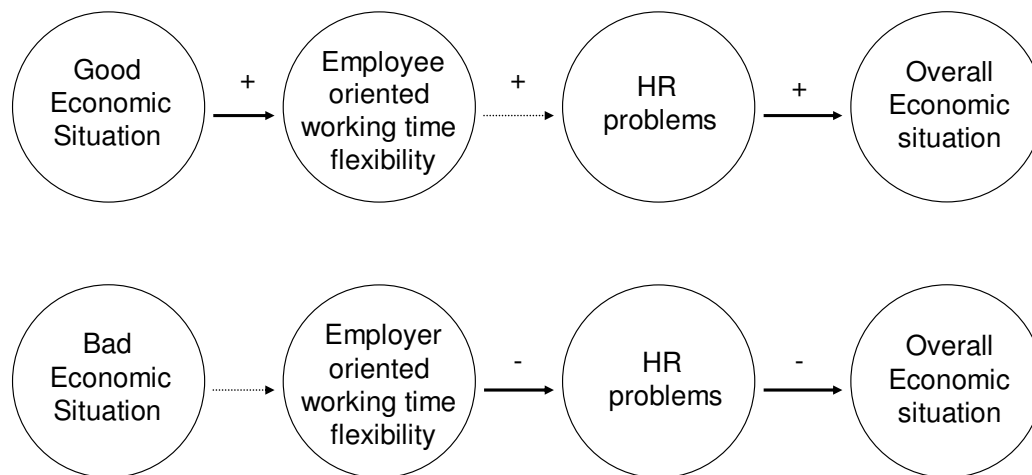 Good
Economic
Situation
+
Employee
oriented
working time
flexibility
+
HR
problems
+
Overall
Economic
situation
Bad
Economic
Situation
Employer
oriented
working time
flexibility
-
HR
problems
-
Overall
Economic
situation